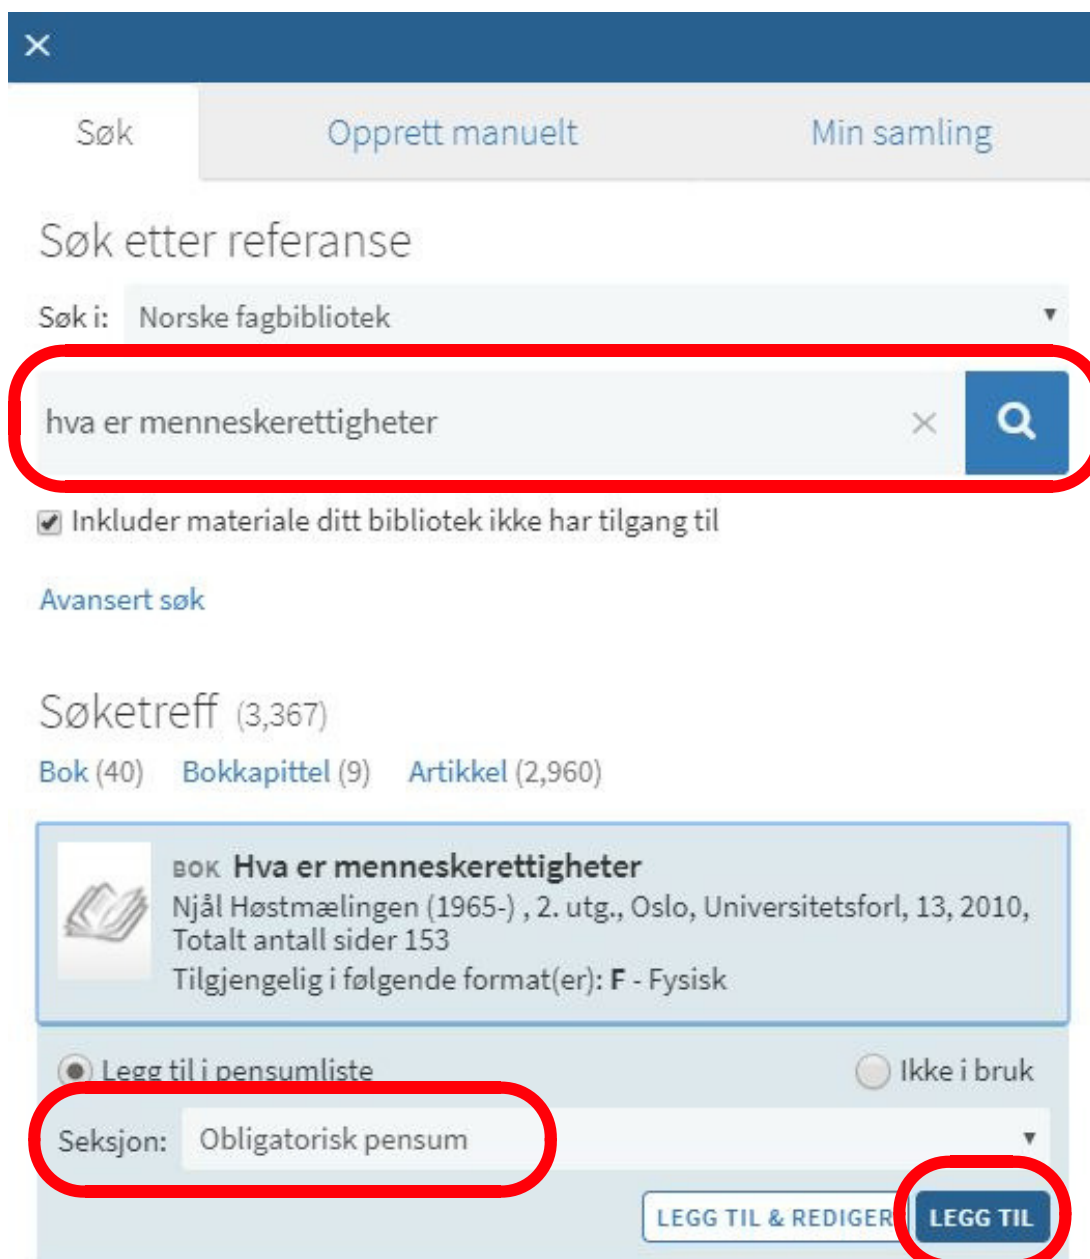 Søk Opprett manuelt Min samling
Søk etter referanse
Søk i: Norske fagbibliotek
hva er menneskerettigheter
Inkluder materiale ditt bibliotek ikke har tilgang til
Avansert søk
Søketreff (3,367)
Bok (40) Bokkapittel (9) Artikkel (2,960)
BOK Hva er menneskerettigheter
Njål Høstmælingen (1965-) , 2. utg., Oslo, Universitetsforl, 13, 2010,
Totalt antall sider 153
Tilgjengelig i følgende format(er): F - Fysisk
Legg til i pensumliste Ikke i bruk
Seksjon: Obligatorisk pensum
LEGG TIL & REDIGER LEGG TIL